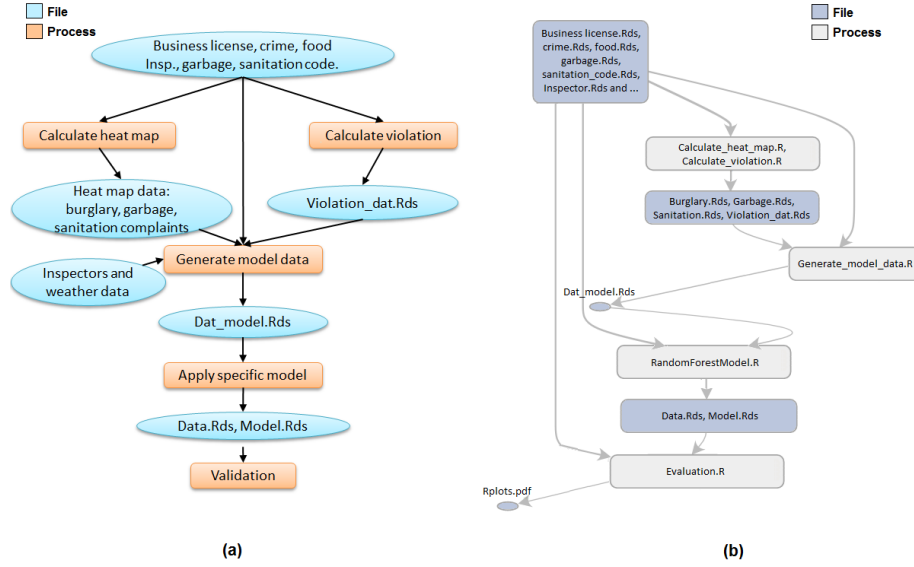 File
Process
Business license, crime, food
Insp., garbage, sanitation code.
Calculate heat map
Calculate violation
Heat map data:
burglary, garbage,
sanitation complaints
Violation_dat.Rds
Generate model data
Inspectors and
weather data
Dat_model.Rds
Apply specific model
Data.Rds, Model.Rds
Validation
(a)
File
Process
Business license.Rds,
crime.Rds, food.Rds,
garbage.Rds,
sanitation_code.Rds,
Inspector.Rds and ...
Calculate_heat_map.R,
Calculate_violation.R
Burglary.Rds, Garbage.Rds,
Sanitation.Rds, Violation_dat.Rds
Generate_model_data.R
Dat_model.Rds
RandomForestModel.R
Data.Rds, Model.Rds
Evaluation.R
Rplots.pdf
(b)